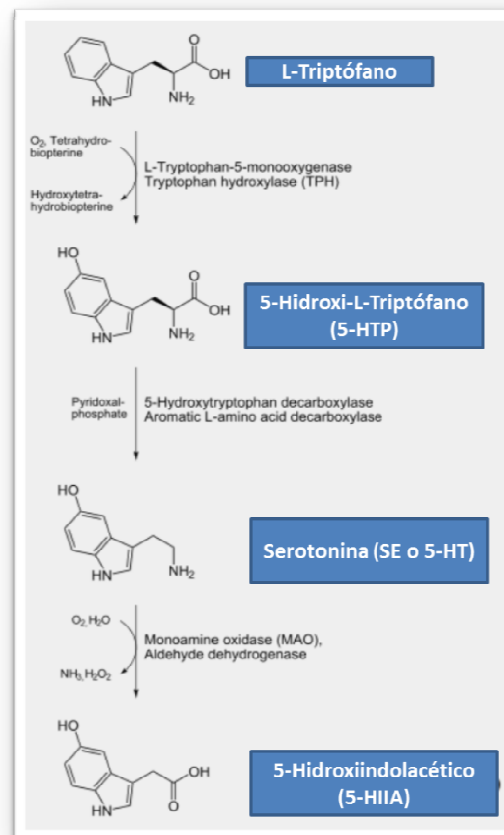 O
OH
HN
NH₂
L-Triptófano
O₂, Tetrahydro-
biopterine
L-Tryptophan-5-monooxygenase
Tryptophan hydroxylase (TPH)
Hydroxytetra-
hydrobiopterine
HO
O
OH
HN
NH₂
5-Hidroxi-L-Triptófano
(5-HTP)
Pyridoxal-
phosphate
5-Hydroxytryptophan decarboxylase
Aromatic L-amino acid decarboxylase
HO
HN
NH₂
Serotonina (SE o 5-HT)
O₂,H₂O
Monoamine oxidase (MAO),
Aldehyde dehydrogenase
NH₃,H₂O₂
HO
OH
HN
O
5-Hidroxiindolacético
(5-HIIA)